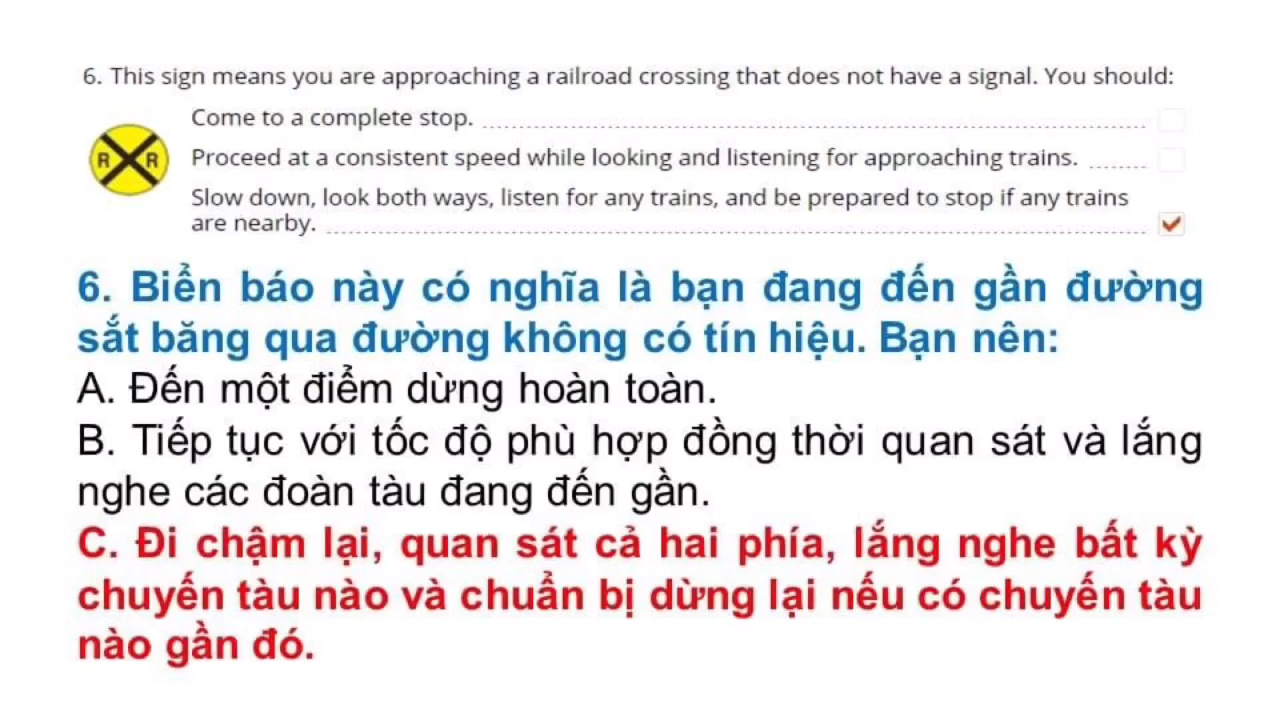 6. This sign means you are approaching a railroad crossing that does not have a signal. You should:
Come to a complete stop.
R R
Proceed at a consistent speed while looking and listening for approaching trains.
Slow down, look both ways, listen for any trains, and be prepared to stop if any trains
are nearby.
6. Biển báo này có nghĩa là bạn đang đến gần đường
sắt băng qua đường không có tín hiệu. Bạn nên:
A. Đến một điểm dừng hoàn toàn.
B. Tiếp tục với tốc độ phù hợp đồng thời quan sát và lắng
nghe các đoàn tàu đang đến gần.
C. Đi chậm lại, quan sát cả hai phía, lắng nghe bất kỳ
chuyến tàu nào và chuẩn bị dừng lại nếu có chuyến tàu
nào gần đó.